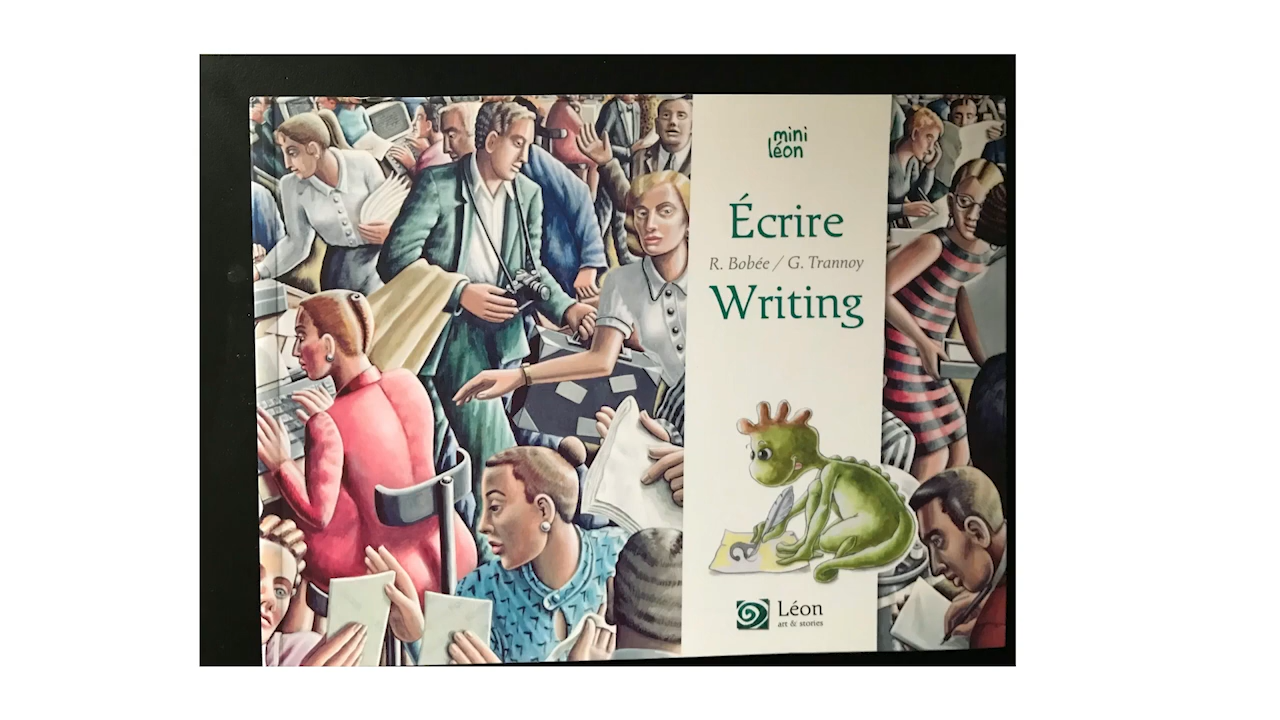 mini
léon
Écrire
R. Bobée / G. Trannoy
Writing
Léon
art & stories